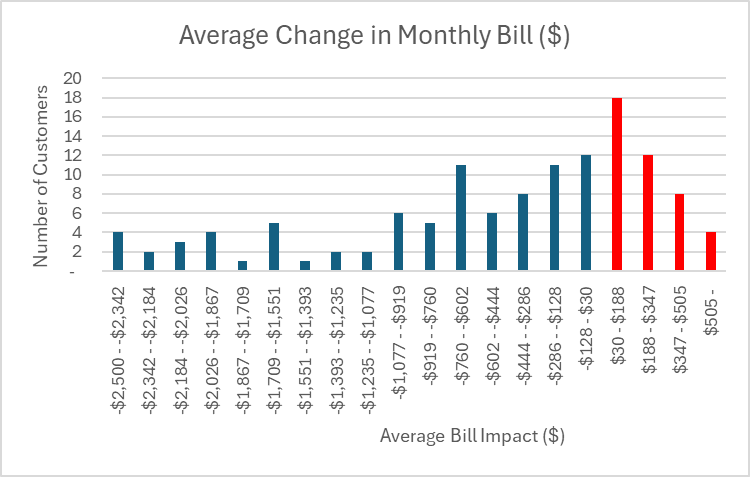 Average Change in Monthly Bill ($)
Number of Customers
20
18
16
14
12
10
8
6
4
2
-
-$2,500 - -$2,342
-$2,342 - -$2,184
-$2,184 - -$2,026
-$2,026 - -$1,867
-$1,867 - -$1,709
-$1,709 - -$1,551
-$1,551 - -$1,393
-$1,393 - -$1,235
-$1,235 - -$1,077
-$1,077 - -$919
-$919 - -$760
-$760 - -$602
-$602 - -$444
-$444 - -$286
-$286 - -$128
-$128 - $30
$30 - $188
$188 - $347
$347 - $505
$505 -
Average Bill Impact ($)